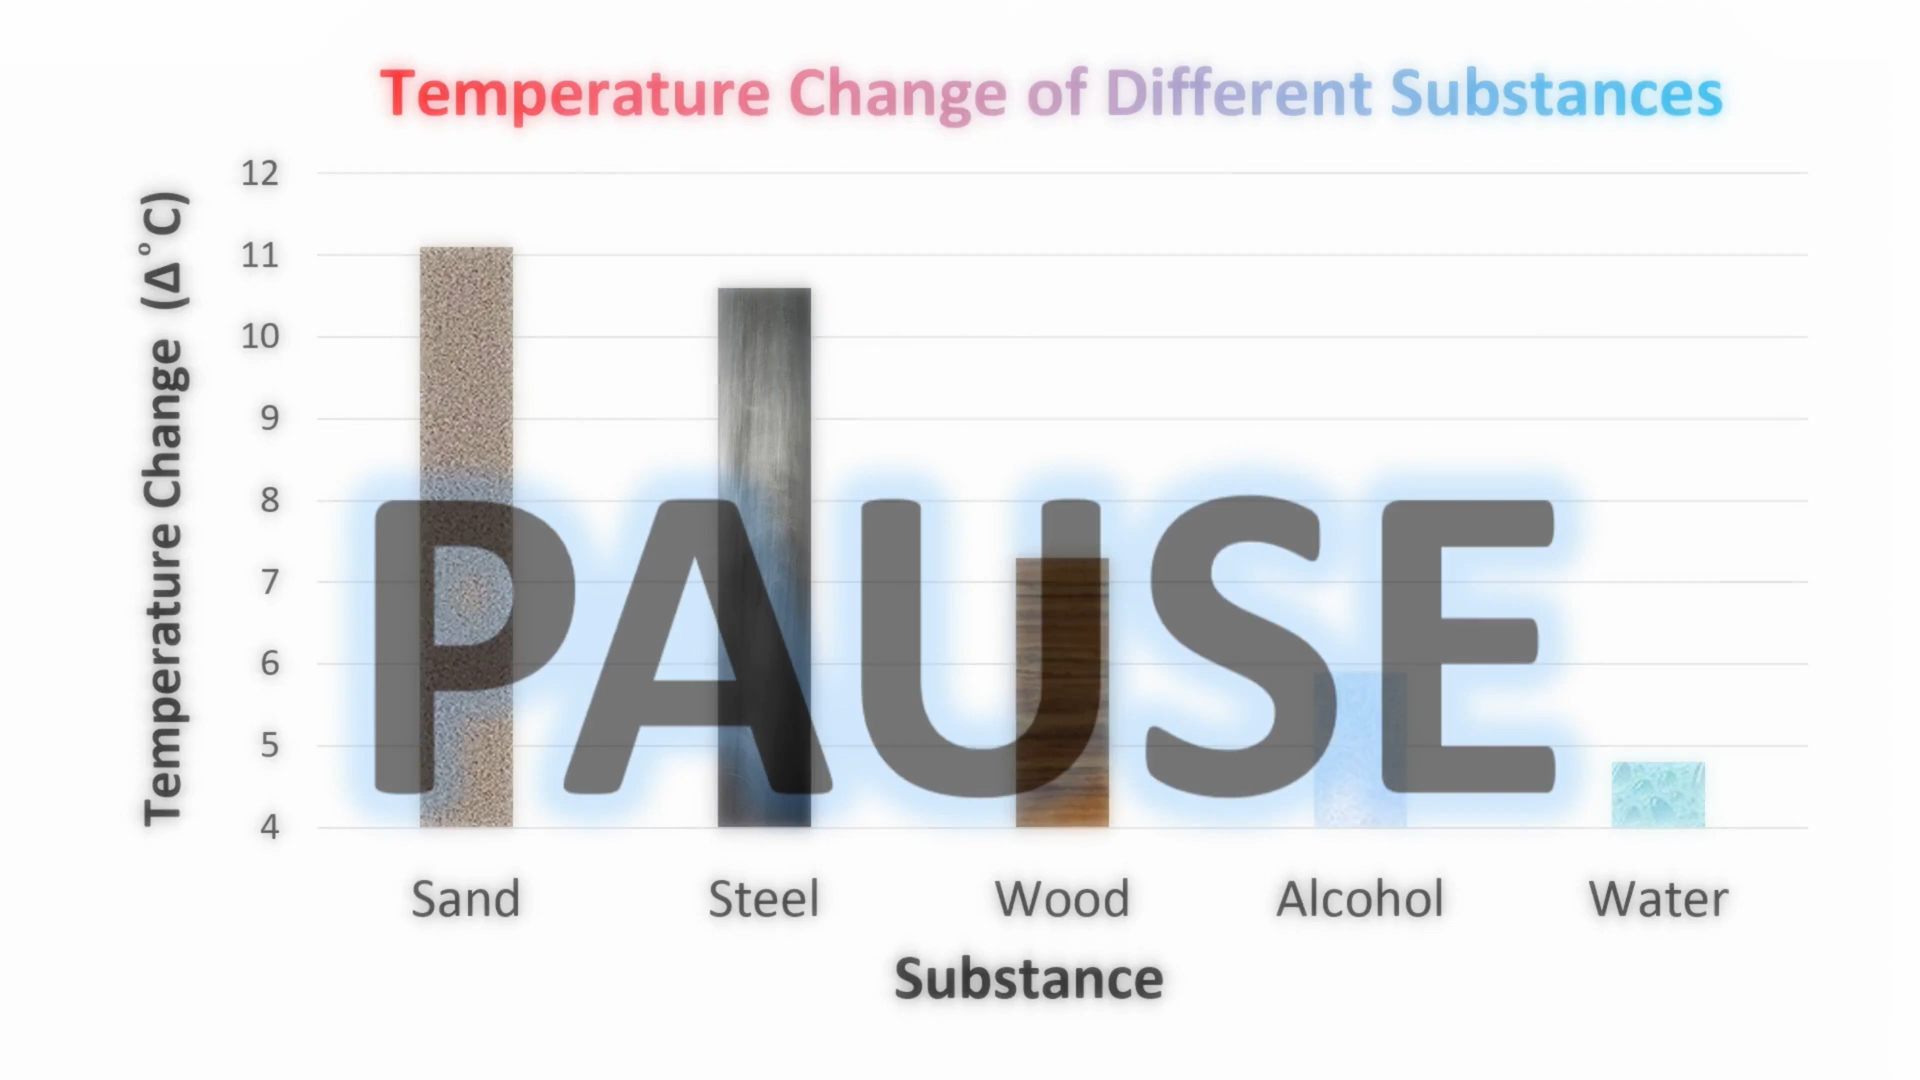 Temperature Change of Different Substances
Temperature Change (Δ°C)
12
11
10
9
8
7
6
5
4
PAUSE
Sand Steel Wood Alcohol Water
Substance